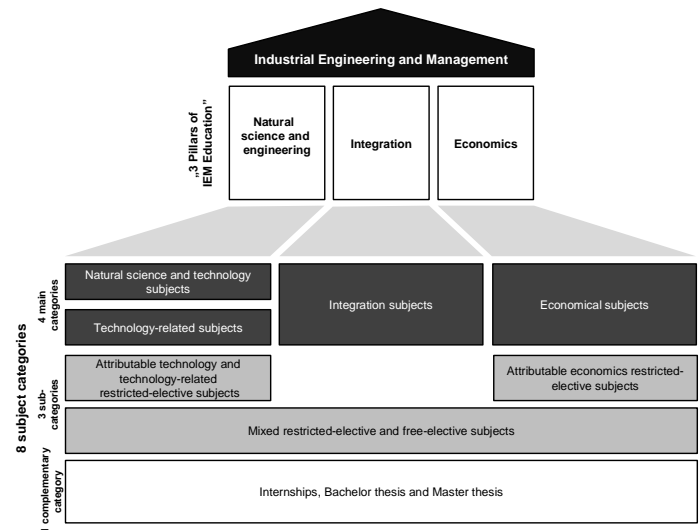 Industrial Engineering and Management
„3 Pillars of
IEM Education”
Natural
science and
engineering
Integration
Economics
8 subject categories
4 main
categories
Natural science and technology
subjects
Technology-related subjects
Integration subjects
Economical subjects
3 sub-
categories
Attributable technology and
technology-related
restricted-elective subjects
Attributable economics restricted-
elective subjects
Mixed restricted-elective and free-elective subjects
1 complementary
category
Internships, Bachelor thesis and Master thesis